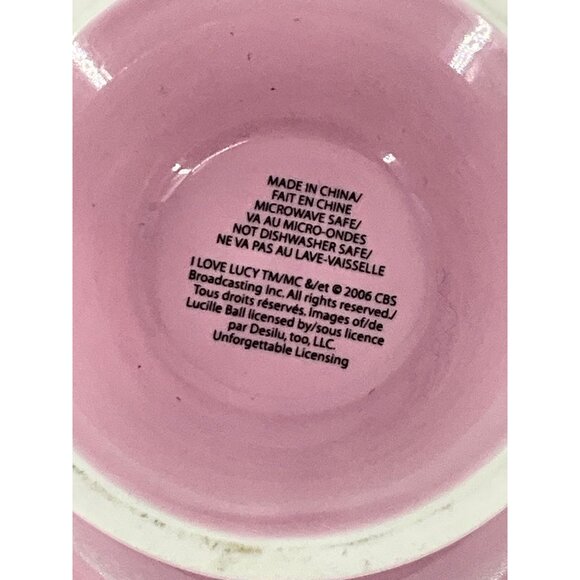 MADE IN CHINA/
FAIT EN CHINE
MICROWAVE SAFE/
VA AU MICRO-ONDES
NOT DISHWASHER SAFE/
NE VA PAS AU LAVE-VAISSELLE
I LOVE LUCY TM/MC &/et © 2006 CBS
Broadcasting Inc. All rights reserved./
Tous droits réservés. Images of/de
Lucille Ball licensed by/sous licence
par Desilu, too, LLC.
Unforgettable Licensing